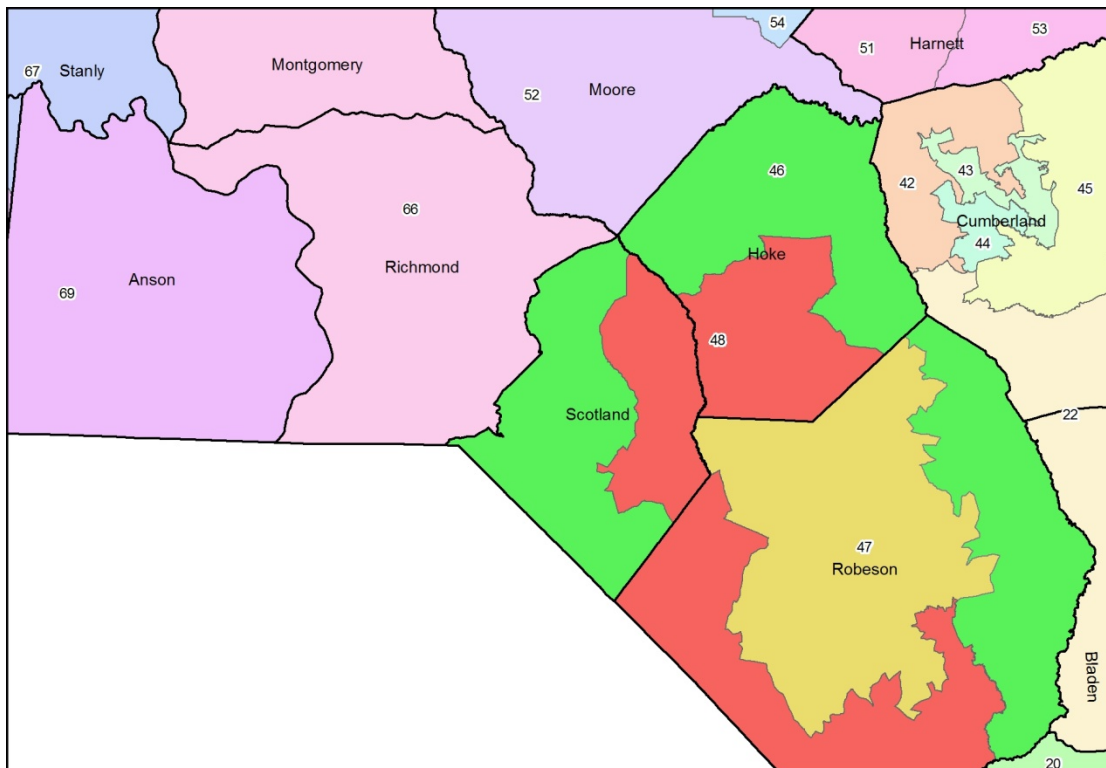 54
51
Harnett
53
67
Stanly
Montgomery
52
Moore
46
42
43
45
66
Cumberland
44
Hoke
Richmond
Anson
69
48
Scotland
22
47
Robeson
Bladen
20